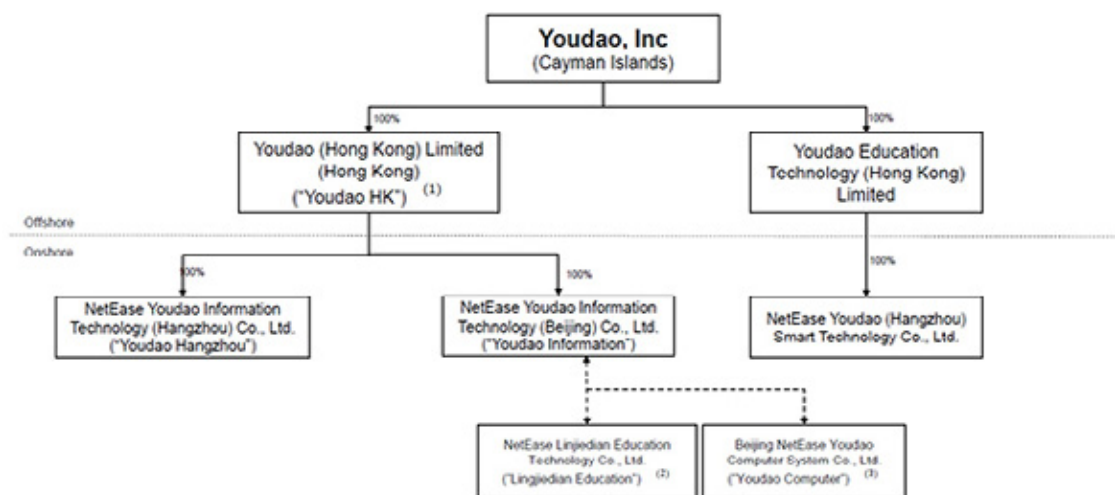 Youdao, Inc
(Cayman Islands)
100%
100%
Youdao (Hong Kong) Limited
(Hong Kong)
("Youdao HK") (1)
Youdao Education
Technology (Hong Kong)
Limited
Offshore
Onshore
100%
100%
100%
NetEase Youdao Information
Technology (Hangzhou) Co., Ltd.
("Youdao Hangzhou")
NetEase Youdao Information
Technology (Beijing) Co., Ltd.
("Youdao Information")
NetEase Youdao (Hangzhou)
Smart Technology Co., Ltd.
NetEase Linjiedian Education
Technology Co., Ltd.
("Lingjiedian Education") (2)
Beijing NetEase Youdao
Computer System Co., Ltd.
("Youdao Computer") (3)